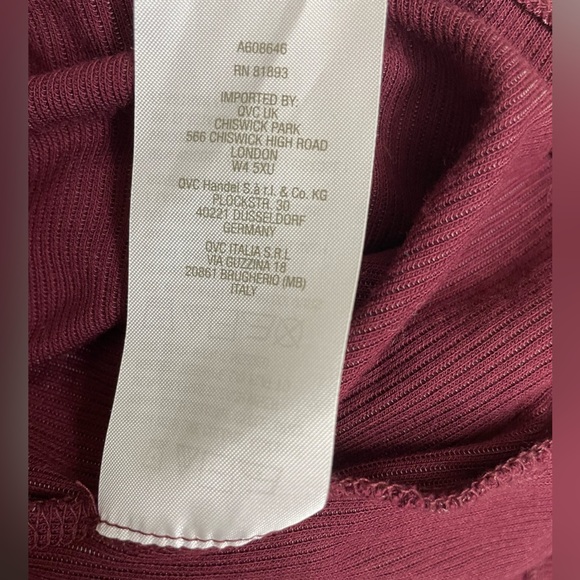 A608646
RN 81893
IMPORTED BY:
QVC UK
CHISWICK PARK
566 CHISWICK HIGH ROAD
LONDON
W4 5XU
QVC Handel S.à r.l. & Co. KG
PLOCKSTR. 30
40221 DUSSELDORF
GERMANY
QVC ITALIA S.R.L
VIA GUZZINA 18
20861 BRUGHERIO (MB)
ITALY